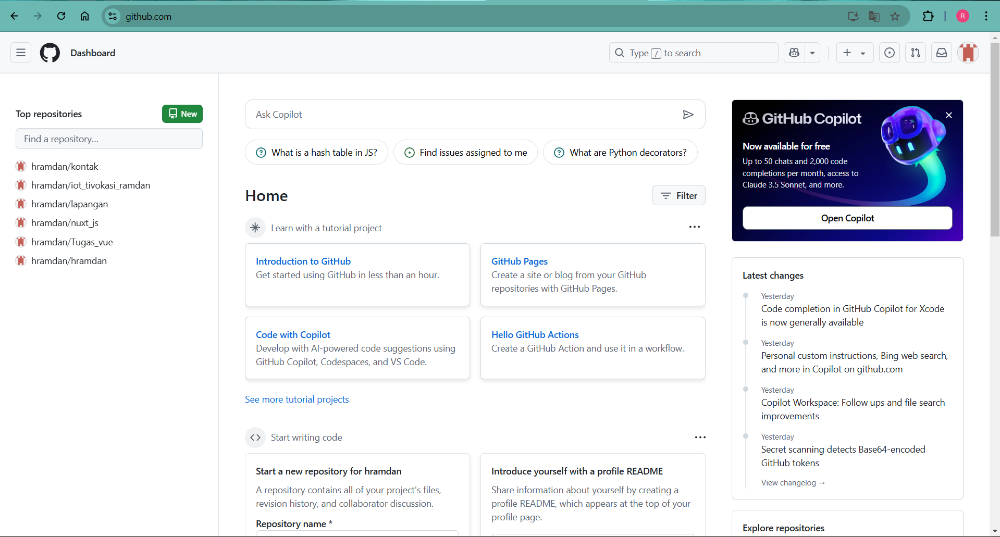 github.com
R
Dashboard
Type / to search
Top repositories
New
Find a repository...
hramdan/kontak
hramdan/iot_tivokasi_ramdan
hramdan/lapangan
hramdan/nuxt_js
hramdan/Tugas_vue
hramdan/hramdan
Ask Copilot
What is a hash table in JS?
Find issues assigned to me
What are Python decorators?
Home
Filter
Learn with a tutorial project
Introduction to GitHub
Get started using GitHub in less than an hour.
GitHub Pages
Create a site or blog from your GitHub
repositories with GitHub Pages.
Code with Copilot
Develop with AI-powered code suggestions using
GitHub Copilot, Codespaces, and VS Code.
Hello GitHub Actions
Create a GitHub Action and use it in a workflow.
See more tutorial projects
Start writing code
Start a new repository for hramdan
A repository contains all of your project's files,
revision history, and collaborator discussion.
Repository name *
Introduce yourself with a profile README
Share information about yourself by creating a
profile README, which appears at the top of your
profile page.
GitHub Copilot
Now available for free
Up to 50 chats and 2,000 code
completions per month, access to
Claude 3.5 Sonnet, and more.
Open Copilot
Latest changes
Yesterday
Code completion in GitHub Copilot for Xcode
is now generally available
Yesterday
Personal custom instructions, Bing web search,
and more in Copilot on github.com
Yesterday
Copilot Workspace: Follow ups and file search
improvements
Yesterday
Secret scanning detects Base64-encoded
GitHub tokens
View changelog →
Explore repositories